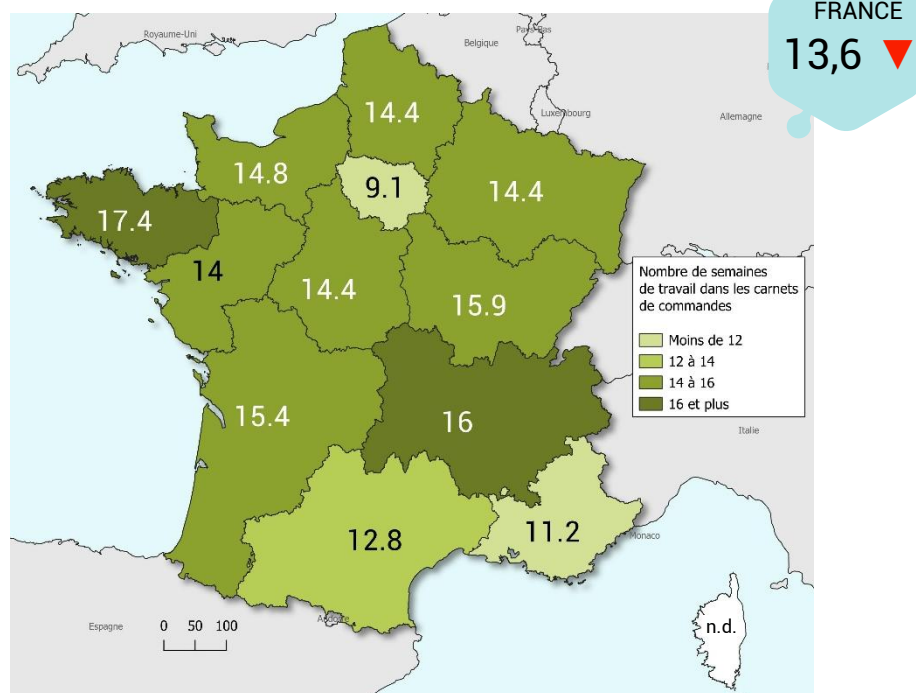 FRANCE
13,6
Royaume-Uni
Pays-Bas
Belgique
Luxembourg
Allemagne
14.4
14.8
9.1
14.4
17.4
14
14.4
15.9
Nombre de semaines
de travail dans les carnets
de commandes
Moins de 12
12 à 14
14 à 16
16 et plus
15.4
16
Italie
12.8
11.2
Monaco
Espagne
0 50 100
Andorre
n.d.